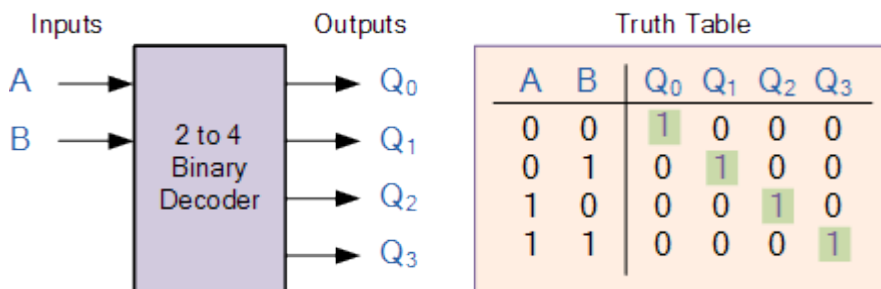 Inputs Outputs Truth Table
A Q0 A B Q0 Q1 Q2 Q3
B 2 to 4 Q1 0 0 1 0 0 0
Binary 0 1 0 1 0 0
Decoder Q2 1 0 0 0 1 0
Q3 1 1 0 0 0 1